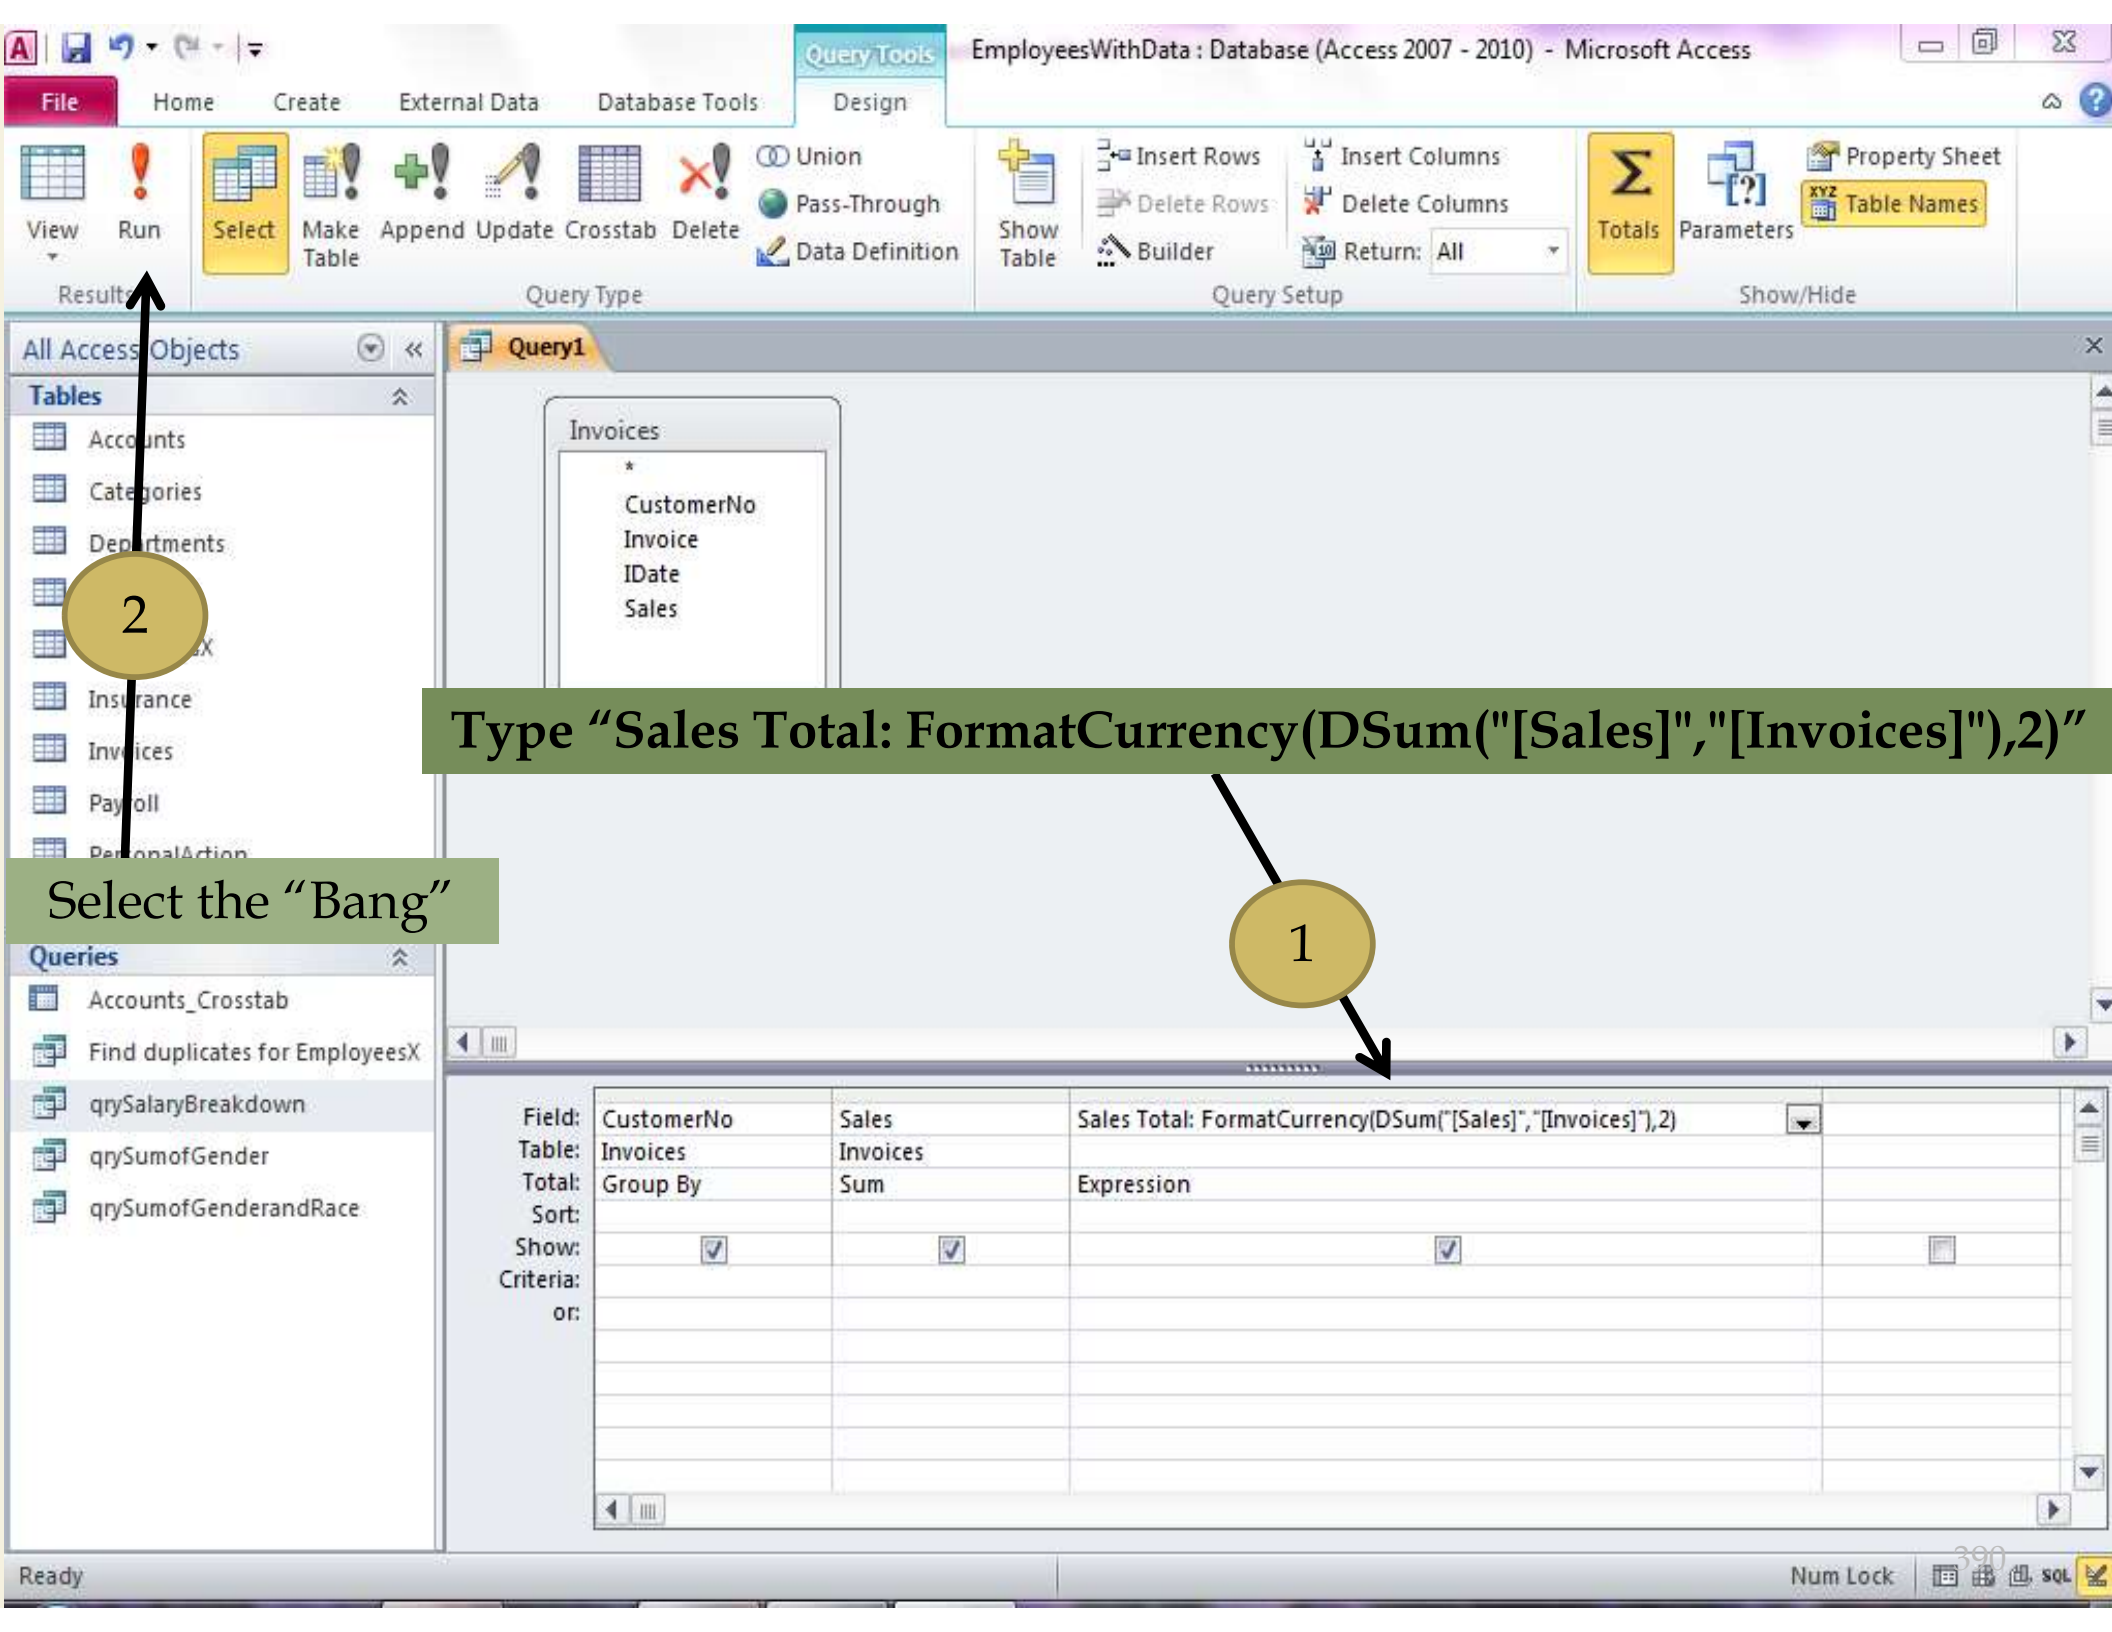 A
Query Tools
EmployeesWithData : Database (Access 2007 - 2010) - Microsoft Access
File Home Create External Data Database Tools Design
View
Run
Select
Make
Table
Append
Update
Crosstab
Delete
Union
Pass-Through
Data Definition
Show
Table
Insert Rows
Delete Rows
Builder
Insert Columns
Delete Columns
Return: All
Totals
Parameters
Property Sheet
XYZ
Table Names
Results
Query Type
Query Setup
Show/Hide
All Access Objects
Query1
Tables
Accounts
Categories
Departments
X
Insurance
Invoices
Payroll
PersonalAction
2
Select the “Bang”
Queries
Accounts_Crosstab
Find duplicates for EmployeesX
qrySalaryBreakdown
qrySumofGender
qrySumofGenderandRace
Invoices
*
CustomerNo
Invoice
IDate
Sales
Type “Sales Total: FormatCurrency(DSum("[Sales]","[Invoices]"),2)”
1
Field: CustomerNo Sales Sales Total: FormatCurrency(DSum("[Sales]","[Invoices]"),2)
Table: Invoices Invoices
Total: Group By Sum Expression
Sort:
Show:
Criteria:
or:
390
Ready Num Lock SQL